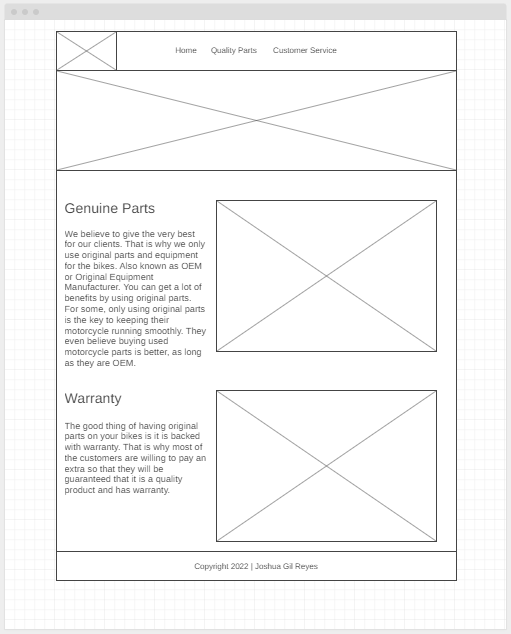 Home Quality Parts Customer Service
Genuine Parts
We believe to give the very best
for our clients. That is why we only
use original parts and equipment
for the bikes. Also known as OEM
or Original Equipment
Manufacturer. You can get a lot of
benefits by using original parts.
For some, only using original parts
is the key to keeping their
motorcycle running smoothly. They
even believe buying used
motorcycle parts is better, as long
as they are OEM.
Warranty
The good thing of having original
parts on your bikes is it is backed
with warranty. That is why most of
the customers are willing to pay an
extra so that they will be
guaranteed that it is a quality
product and has warranty.
Copyright 2022 | Joshua Gil Reyes